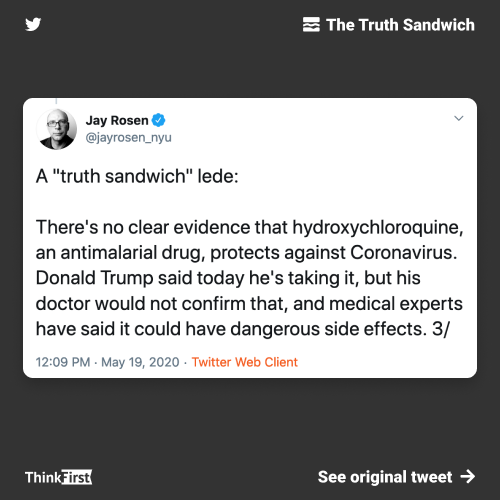 The Truth Sandwich
Jay Rosen
@jayrosen_nyu
A "truth sandwich" lede:
There's no clear evidence that hydroxychloroquine,
an antimalarial drug, protects against Coronavirus.
Donald Trump said today he's taking it, but his
doctor would not confirm that, and medical experts
have said it could have dangerous side effects. 3/
12:09 PM · May 19, 2020 · Twitter Web Client
ThinkFirst
See original tweet →